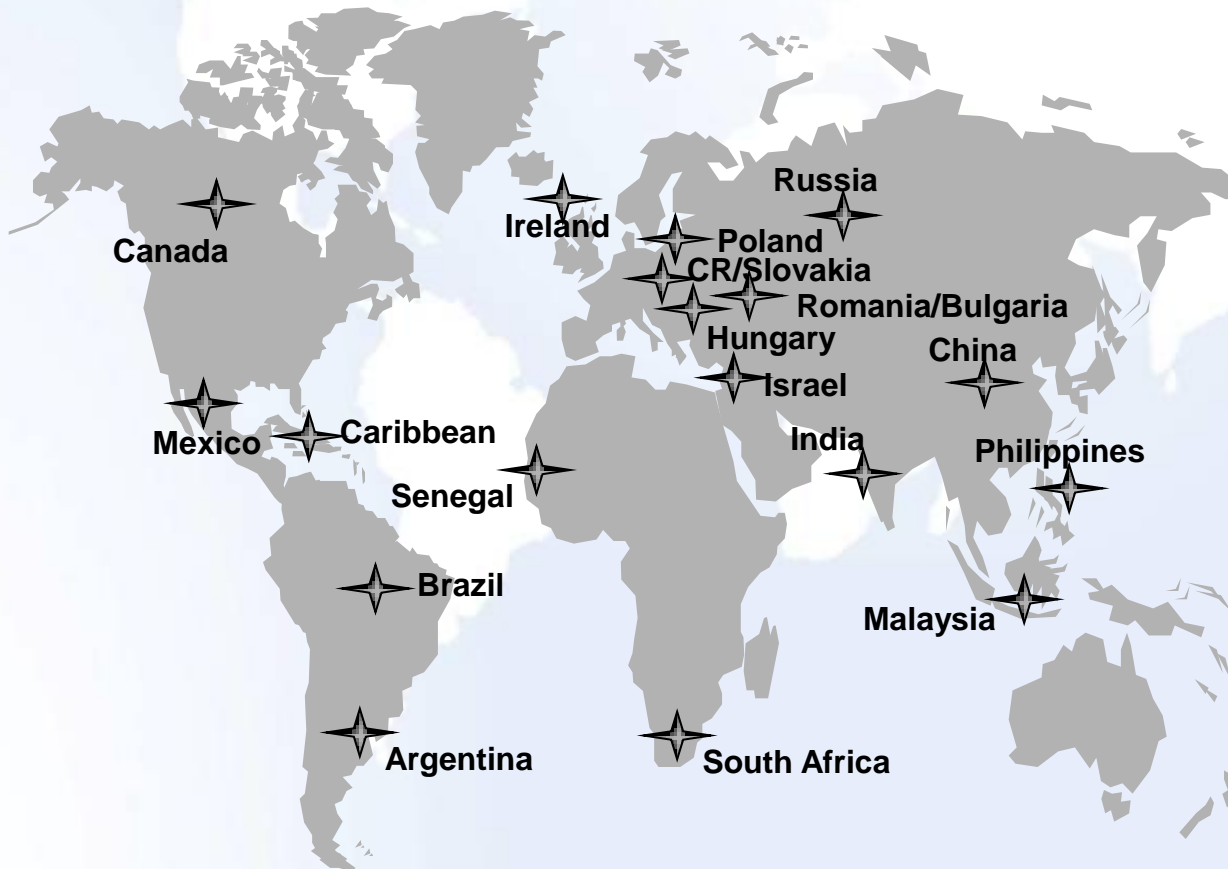 Russia
Ireland
Poland
Canada
CR/Slovakia
Romania/Bulgaria
Hungary
China
Israel
Mexico
Caribbean
India
Philippines
Senegal
Brazil
Malaysia
Argentina
South Africa